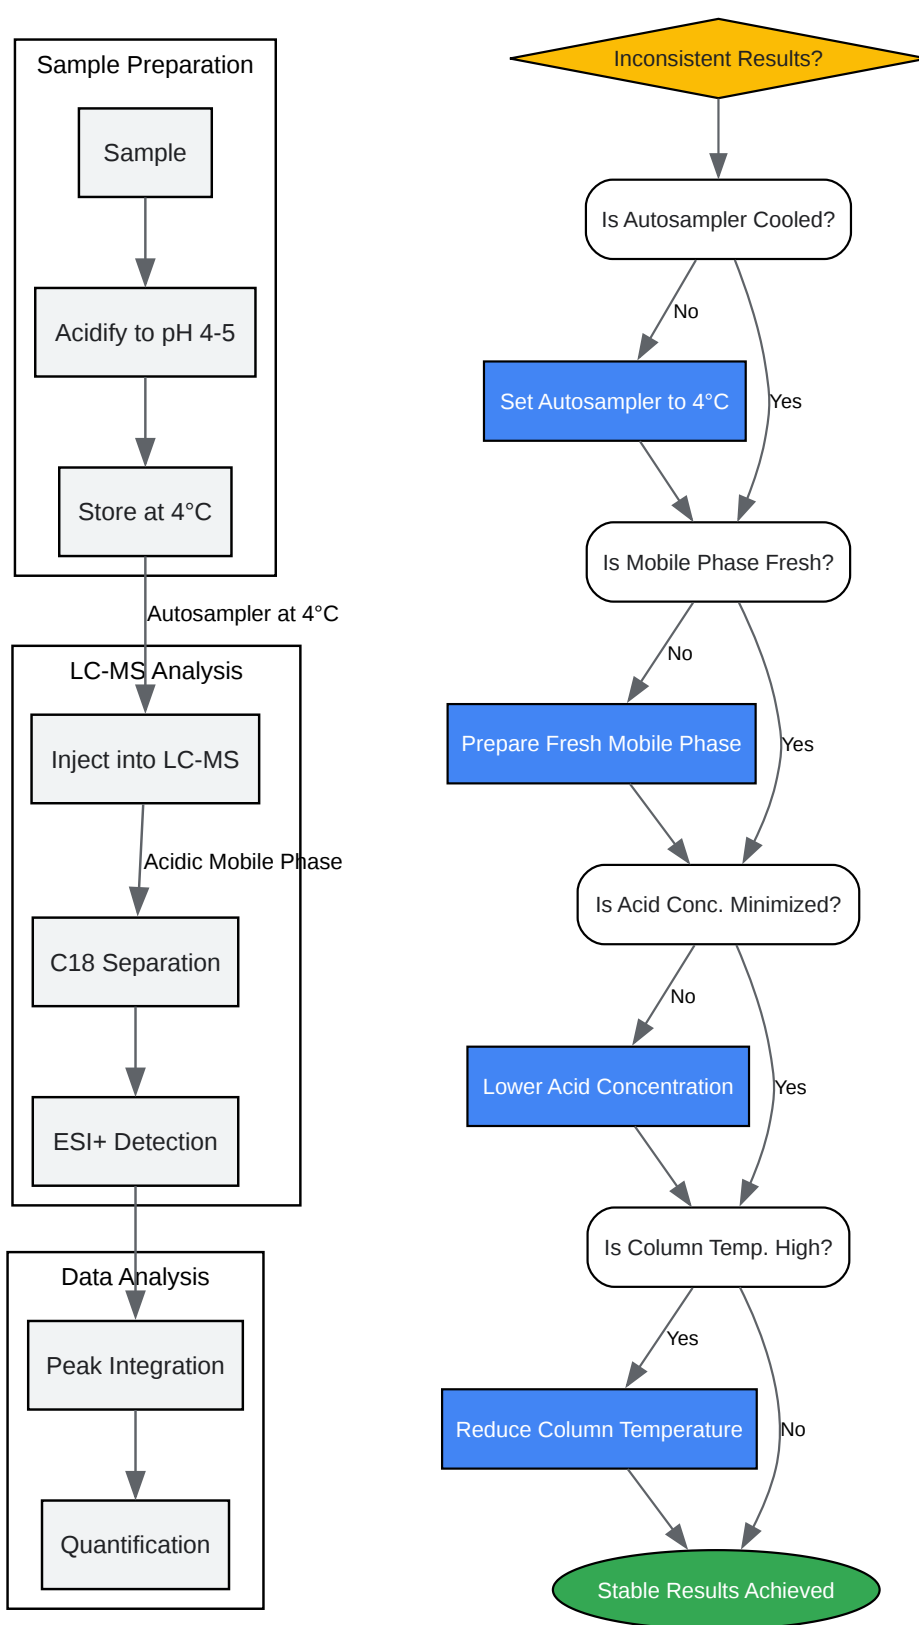 Sample Preparation
Sample
Acidify to pH 4-5
Store at 4°C
Autosampler at 4°C
LC-MS Analysis
Inject into LC-MS
Acidic Mobile Phase
C18 Separation
ESI+ Detection
Data Analysis
Peak Integration
Quantification
Inconsistent Results?
Is Autosampler Cooled?
No
Set Autosampler to 4°C
Yes
Is Mobile Phase Fresh?
No
Prepare Fresh Mobile Phase
Yes
Is Acid Conc. Minimized?
No
Lower Acid Concentration
Yes
Is Column Temp. High?
Yes
Reduce Column Temperature
No
Stable Results Achieved